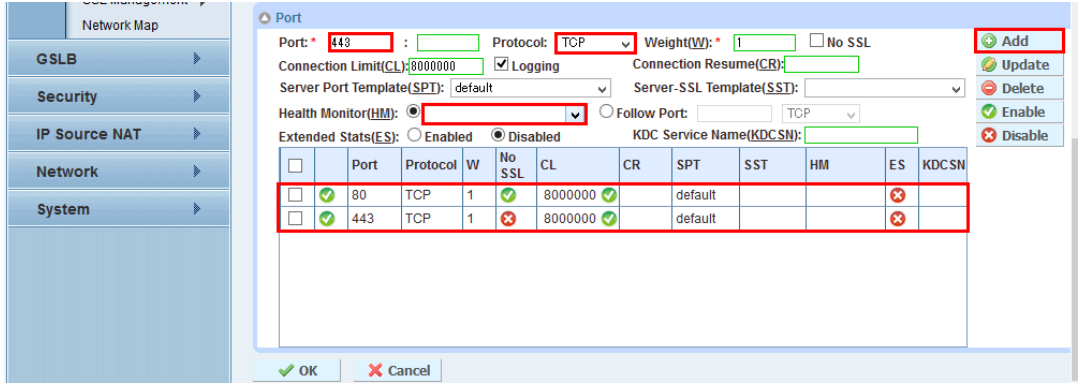 Network Map
GSLB
Security
IP Source NAT
Network
System
Port
Port: * 443 : Protocol: TCP Weight(W): * 1 No SSL
Connection Limit(CL): 8000000 Logging Connection Resume(CR):
Server Port Template(SPT): default Server-SSL Template(SST):
Health Monitor(HM): Follow Port: TCP
Extended Stats(ES): Enabled Disabled KDC Service Name(KDCSN):
Add
Update
Delete
Enable
Disable
Port Protocol W No SSL CL CR SPT SST HM ES KDCSN
80 TCP 1 8000000 default
443 TCP 1 8000000 default
OK Cancel